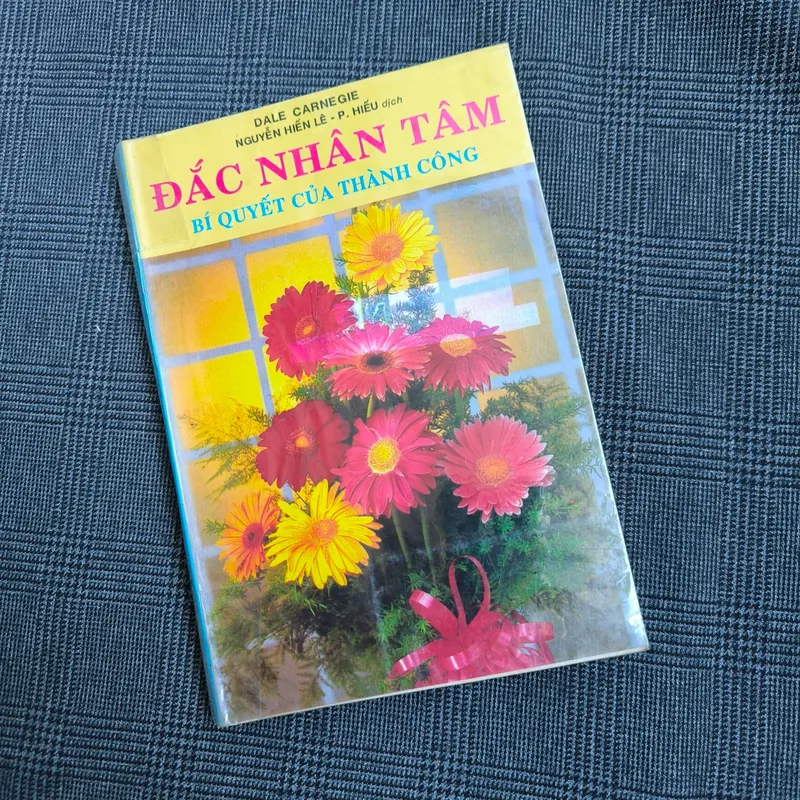 DALE CARNEGIE
NGUYỄN HIẾN LÊ - P. HIẾU dịch
ĐẮC NHÂN TÂM
BÍ QUYẾT CỦA THÀNH CÔNG